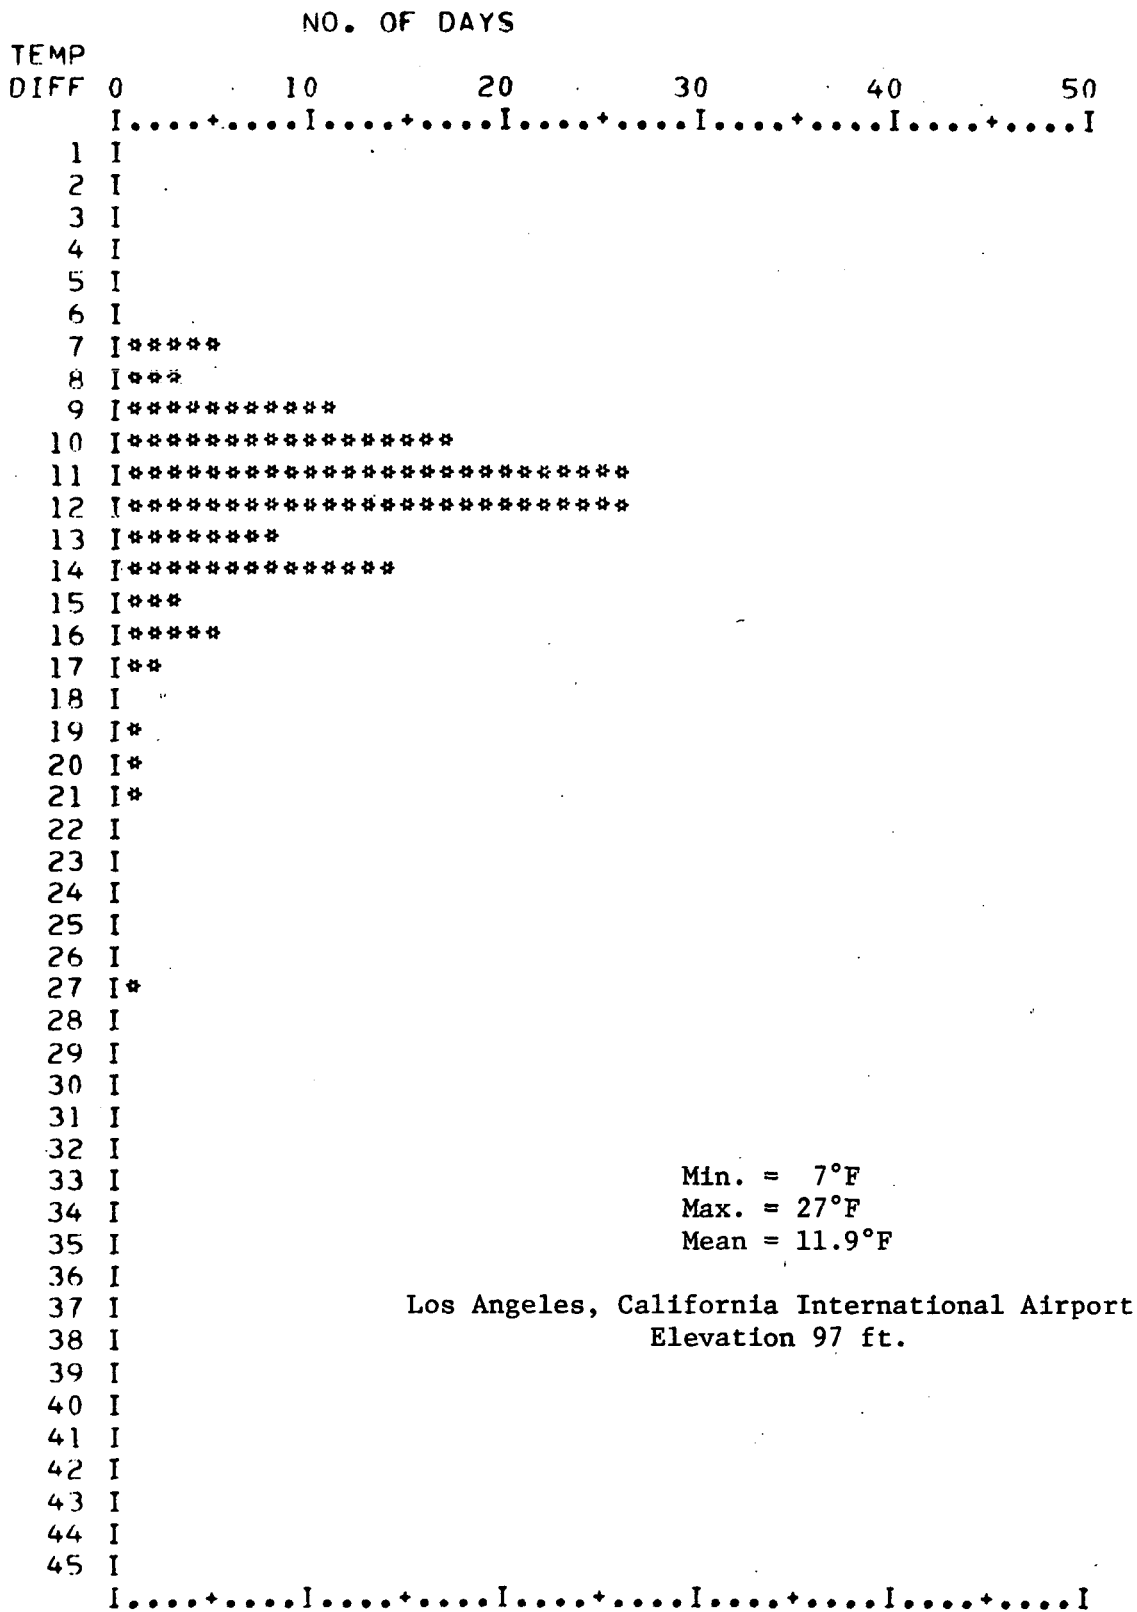 NO. OF DAYS
TEMP
DIFF 0 10 20 30 40 50
I....+....I....+....I....+....I....+....I....+....I
1 I
2 I
3 I
4 I
5 I
6 I
7 I*****
8 I***
9 I***********
10 I*****************
11 I**************************
12 I**************************
13 I********
14 I**************
15 I***
16 I*****
17 I**
18 I
19 I*
20 I*
21 I*
22 I
23 I
24 I
25 I
26 I
27 I*
28 I
29 I
30 I
31 I
32 I
33 I Min. = 7°F
34 I Max. = 27°F
35 I Mean = 11.9°F
36 I
37 I Los Angeles, California International Airport
38 I Elevation 97 ft.
39 I
40 I
41 I
42 I
43 I
44 I
45 I
I....+....I....+....I....+....I....+....I....+....I